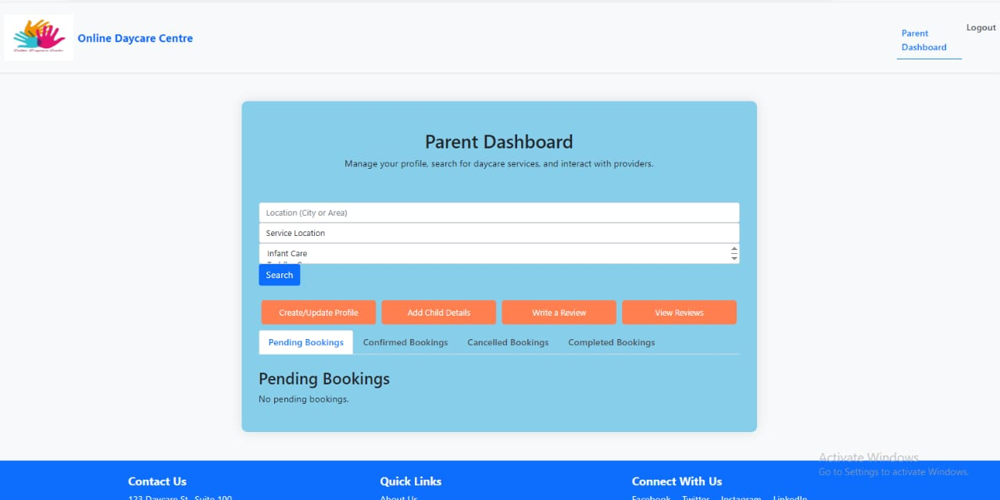 Online Daycare Centre
Online Daycare Centre
Parent
Dashboard
Logout
Parent Dashboard
Manage your profile, search for daycare services, and interact with providers.
Location (City or Area)
Service Location
Infant Care
Search
Create/Update Profile
Add Child Details
Write a Review
View Reviews
Pending Bookings
Confirmed Bookings
Cancelled Bookings
Completed Bookings
Pending Bookings
No pending bookings.
Activate Windows
Go to Settings to activate Windows.
Contact Us
Quick Links
Connect With Us
123 Daycare St., Suite 100
About Us
Facebook
Twitter
Instagram
LinkedIn